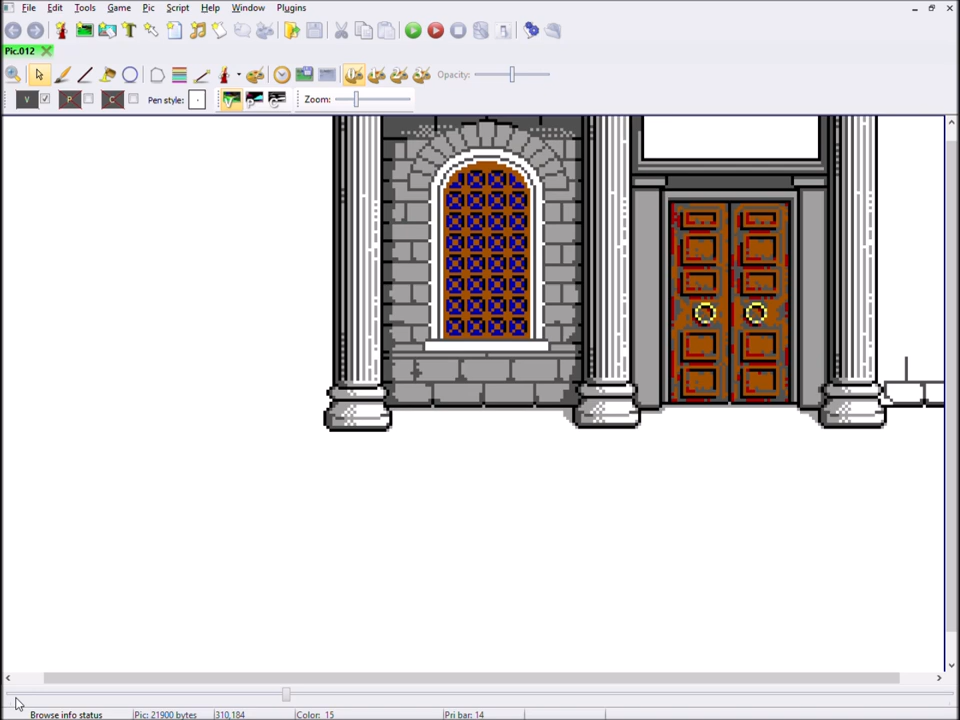 File Edit Tools Game Pic Script Help Window Plugins
Pic.012
Opacity:
V P C Pen style: V P C Zoom:
Browse info status Pic: 21900 bytes 310,184 Color: 15 Pri bar: 14